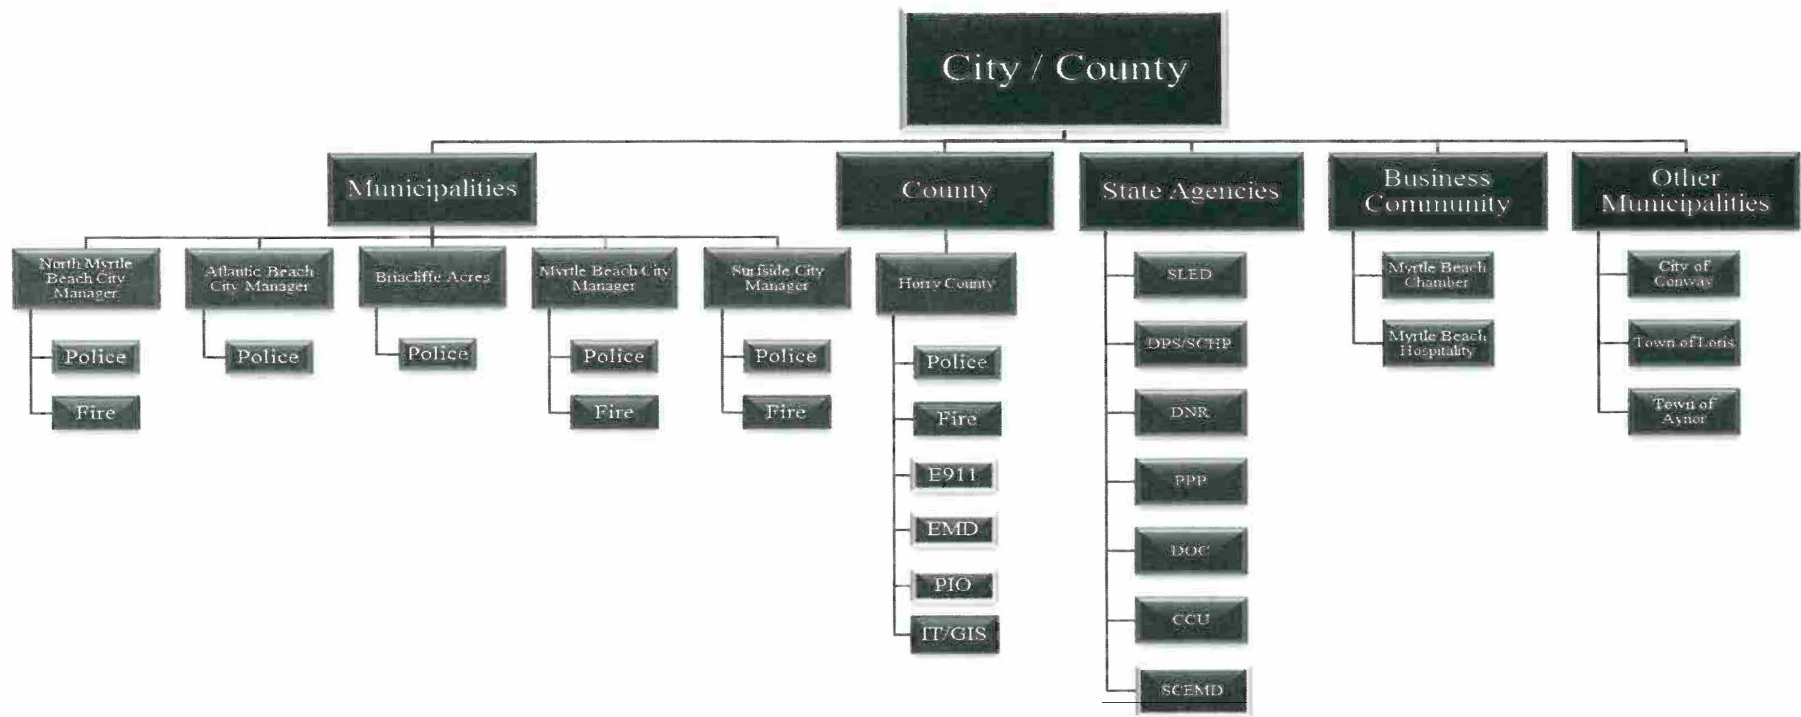 City / County
Municipalities
North Myrtle
Beach City
Manager
Police
Fire
Atlantic Beach
City Manager
Police
Briacliffe Acres
Police
Myrtle Beach City
Manager
Police
Fire
Surfside City
Manager
Police
Fire
County
Horry County
Police
Fire
E911
EMD
PIO
IT/GIS
State Agencies
SLED
DPS/SCHP
DNR
PPP
DOC
CCU
SCEMD
Business
Community
Myrtle Beach
Chamber
Myrtle Beach
Hospitality
Other
Municipalities
City of
Conway
Town of Loris
Town of
Aynor